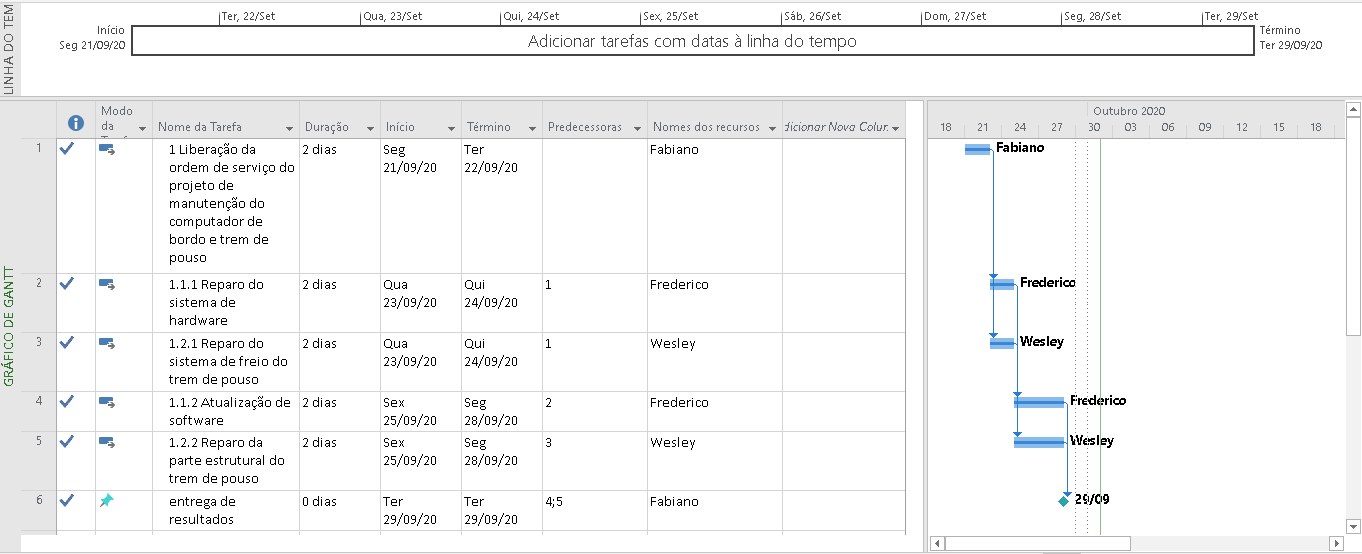 Ter, 22/Set Qua, 23/Set Qui, 24/Set Sex, 25/Set Sáb, 26/Set Dom, 27/Set Seg, 28/Set Ter, 29/Set
LINHA DO TEM
Início
Seg 21/09/20
Adicionar tarefas com datas à linha do tempo
Término
Ter 29/09/20
GRÁFICO DE GANTT
Modo da
Nome da Tarefa
Duração
Início
Término
Predecessoras
Nomes dos recursos
dicionar Nova Colur.
Outubro 2020
18 21 24 27 30 03 06 09 12 15 18
1
1 Liberação da
ordem de serviço do
projeto de
manutenção do
computador de
bordo e trem de
pouso
2 dias
Seg
21/09/20
Ter
22/09/20
Fabiano
Fabiano
2
1.1.1 Reparo do
sistema de
hardware
2 dias
Qua
23/09/20
Qui
24/09/20
1
Frederico
Frederico
3
1.2.1 Reparo do
sistema de freio do
trem de pouso
2 dias
Qua
23/09/20
Qui
24/09/20
1
Wesley
Wesley
4
1.1.2 Atualização de
software
2 dias
Sex
25/09/20
Seg
28/09/20
2
Frederico
Frederico
5
1.2.2 Reparo da
parte estrutural do
trem de pouso
2 dias
Sex
25/09/20
Seg
28/09/20
3
Wesley
Wesley
6
entrega de
resultados
0 dias
Ter
29/09/20
Ter
29/09/20
4;5
Fabiano
29/09